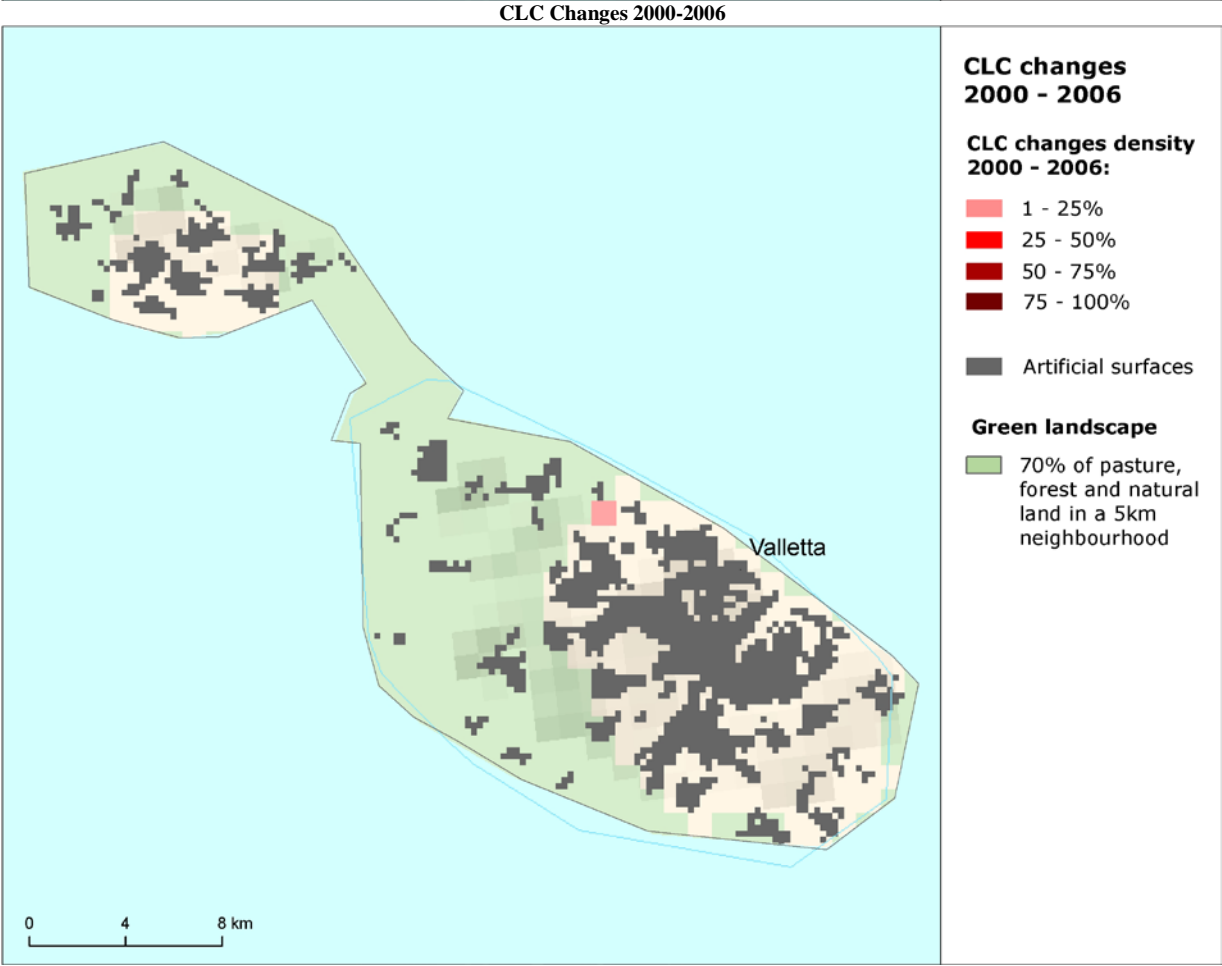 CLC Changes 2000-2006
CLC changes
2000 - 2006
CLC changes density
2000 - 2006:
1 - 25%
25 - 50%
50 - 75%
75 - 100%
Artificial surfaces
Green landscape
70% of pasture,
forest and natural
land in a 5km
neighbourhood
Valletta
0 4 8 km